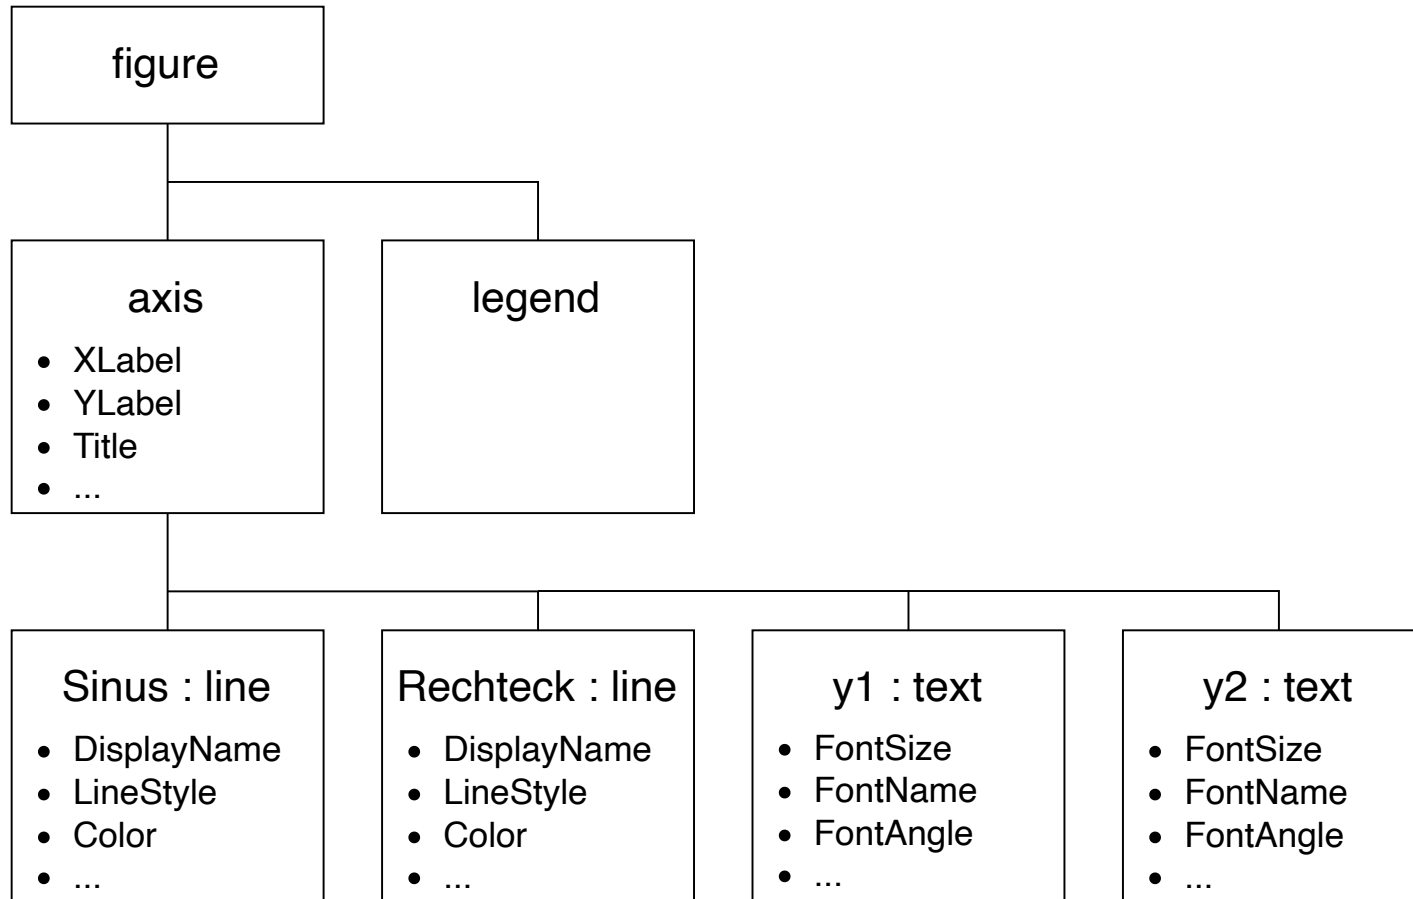 figure
axis
• XLabel
• YLabel
• Title
• ...
legend
Sinus : line
• DisplayName
• LineStyle
• Color
• ...
Rechteck : line
• DisplayName
• LineStyle
• Color
• ...
y1 : text
• FontSize
• FontName
• FontAngle
• ...
y2 : text
• FontSize
• FontName
• FontAngle
• ...